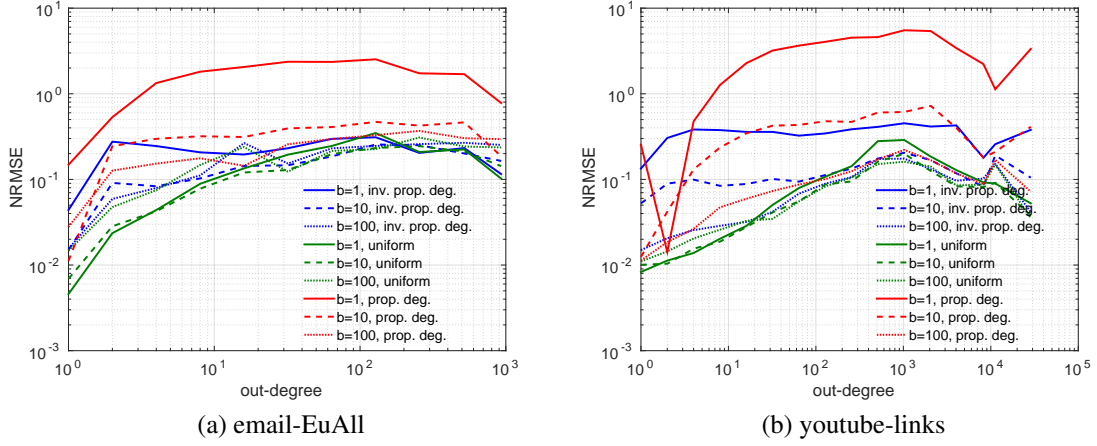 10^1
10^0
10^-1
10^-2
10^-3
NRMSE
b=1, inv. prop. deg.
b=10, inv. prop. deg.
b=100, inv. prop. deg.
b=1, uniform
b=10, uniform
b=100, uniform
b=1, prop. deg.
b=10, prop. deg.
b=100, prop. deg.
10^0 10^1 10^2 10^3
out-degree
(a) email-EuAll
10^1
10^0
10^-1
10^-2
10^-3
NRMSE
b=1, inv. prop. deg.
b=10, inv. prop. deg.
b=100, inv. prop. deg.
b=1, uniform
b=10, uniform
b=100, uniform
b=1, prop. deg.
b=10, prop. deg.
b=100, prop. deg.
10^0 10^1 10^2 10^3 10^4 10^5
out-degree
(b) youtube-links